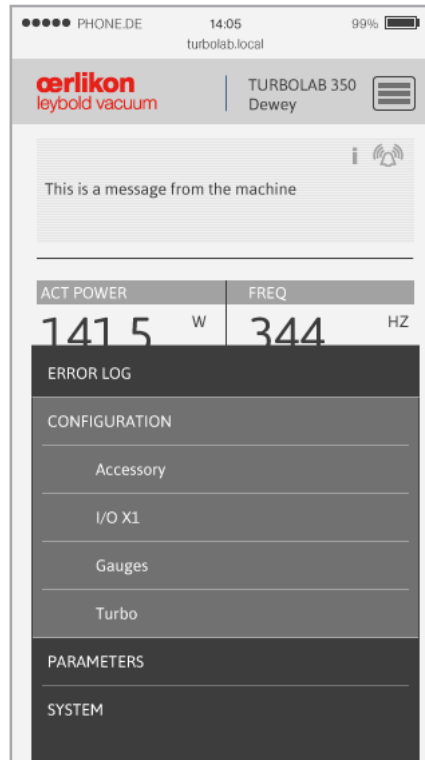 PHONE.DE 14:05 99%
turbolab.local
œrlikon
leybold vacuum
TURBOLAB 350
Dewey
i
This is a message from the machine
ACT POWER FREQ
141.5 W 344 HZ
ERROR LOG
CONFIGURATION
Accessory
I/O X1
Gauges
Turbo
PARAMETERS
SYSTEM